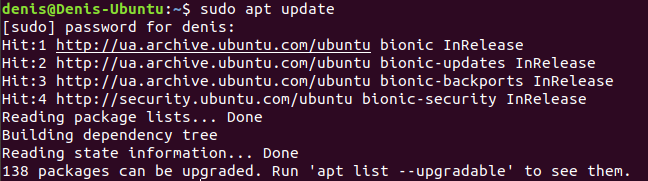 denis@Denis-Ubuntu:~$ sudo apt update
[sudo] password for denis:
Hit:1 http://ua.archive.ubuntu.com/ubuntu bionic InRelease
Hit:2 http://ua.archive.ubuntu.com/ubuntu bionic-updates InRelease
Hit:3 http://ua.archive.ubuntu.com/ubuntu bionic-backports InRelease
Hit:4 http://security.ubuntu.com/ubuntu bionic-security InRelease
Reading package lists... Done
Building dependency tree
Reading state information... Done
138 packages can be upgraded. Run 'apt list --upgradable' to see them.